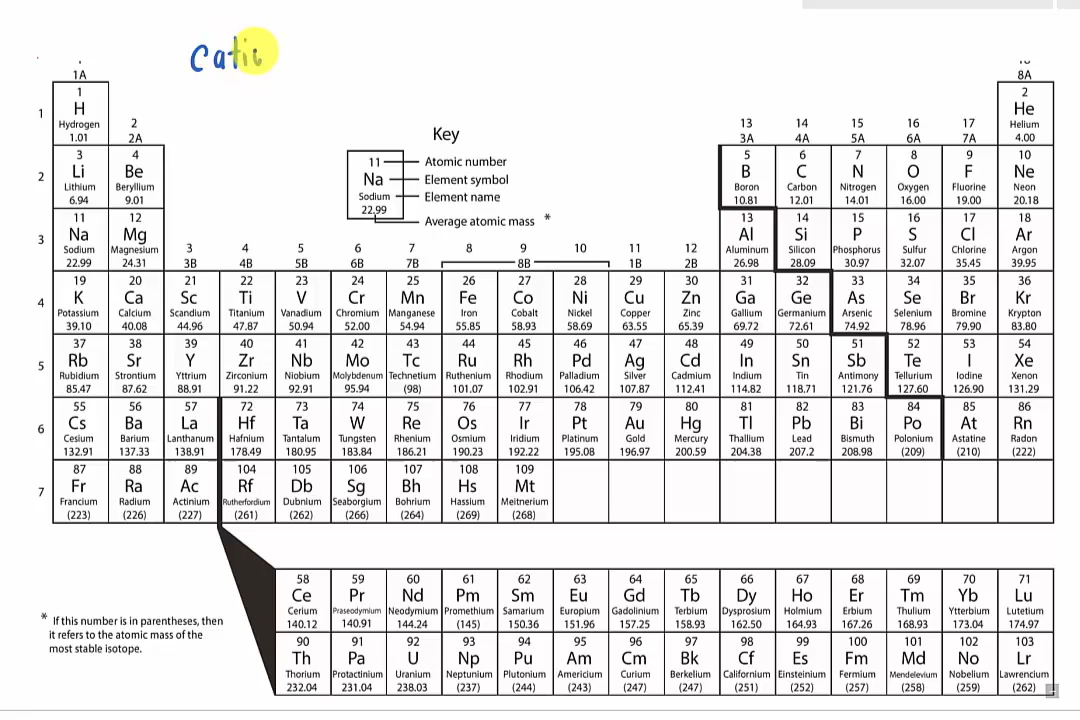 Cati
1A
8A
1
H
Hydrogen
1.01
2
He
Helium
4.00
1
2
2A
13 14 15 16 17
3A 4A 5A 6A 7A
Key
11 Atomic number
Na Element symbol
Sodium Element name
22.99 Average atomic mass *
2
3 4 5 6 7 8 9 10
Li Be B C N O F Ne
Lithium Beryllium Boron Carbon Nitrogen Oxygen Fluorine Neon
6.94 9.01 10.81 12.01 14.01 16.00 19.00 20.18
3
11 12 13 14 15 16 17 18
Na Mg Al Si P S Cl Ar
Sodium Magnesium Aluminum Silicon Phosphorus Sulfur Chlorine Argon
22.99 24.31 26.98 28.09 30.97 32.07 35.45 39.95
3 4 5 6 7 8 9 10 11 12
3B 4B 5B 6B 7B 8B 1B 2B
4
19 20 21 22 23 24 25 26 27 28 29 30 31 32 33 34 35 36
K Ca Sc Ti V Cr Mn Fe Co Ni Cu Zn Ga Ge As Se Br Kr
Potassium Calcium Scandium Titanium Vanadium Chromium Manganese Iron Cobalt Nickel Copper Zinc Gallium Germanium Arsenic Selenium Bromine Krypton
39.10 40.08 44.96 47.87 50.94 52.00 54.94 55.85 58.93 58.69 63.55 65.39 69.72 72.61 74.92 78.96 79.90 83.80
5
37 38 39 40 41 42 43 44 45 46 47 48 49 50 51 52 53 54
Rb Sr Y Zr Nb Mo Tc Ru Rh Pd Ag Cd In Sn Sb Te I Xe
Rubidium Strontium Yttrium Zirconium Niobium Molybdenum Technetium Ruthenium Rhodium Palladium Silver Cadmium Indium Tin Antimony Tellurium Iodine Xenon
85.47 87.62 88.91 91.22 92.91 95.94 (98) 101.07 102.91 106.42 107.87 112.41 114.82 118.71 121.76 127.60 126.90 131.29
6
55 56 57 72 73 74 75 76 77 78 79 80 81 82 83 84 85 86
Cs Ba La Hf Ta W Re Os Ir Pt Au Hg Tl Pb Bi Po At Rn
Cesium Barium Lanthanum Hafnium Tantalum Tungsten Rhenium Osmium Iridium Platinum Gold Mercury Thallium Lead Bismuth Polonium Astatine Radon
132.91 137.33 138.91 178.49 180.95 183.84 186.21 190.23 192.22 195.08 196.97 200.59 204.38 207.2 208.98 (209) (210) (222)
7
87 88 89 104 105 106 107 108 109
Fr Ra Ac Rf Db Sg Bh Hs Mt
Francium Radium Actinium Rutherfordium Dubnium Seaborgium Bohrium Hassium Meitnerium
(223) (226) (227) (261) (262) (266) (264) (269) (268)
58 59 60 61 62 63 64 65 66 67 68 69 70 71
Ce Pr Nd Pm Sm Eu Gd Tb Dy Ho Er Tm Yb Lu
Cerium Praseodymium Neodymium Promethium Samarium Europium Gadolinium Terbium Dysprosium Holmium Erbium Thulium Ytterbium Lutetium
140.12 140.91 144.24 (145) 150.36 151.96 157.25 158.93 162.50 164.93 167.26 168.93 173.04 174.97
90 91 92 93 94 95 96 97 98 99 100 101 102 103
Th Pa U Np Pu Am Cm Bk Cf Es Fm Md No Lr
Thorium Protactinium Uranium Neptunium Plutonium Americium Curium Berkelium Californium Einsteinium Fermium Mendelevium Nobelium Lawrencium
232.04 231.04 238.03 (237) (244) (243) (247) (247) (251) (252) (257) (258) (259) (262)
* If this number is in parentheses, then
it refers to the atomic mass of the
most stable isotope.